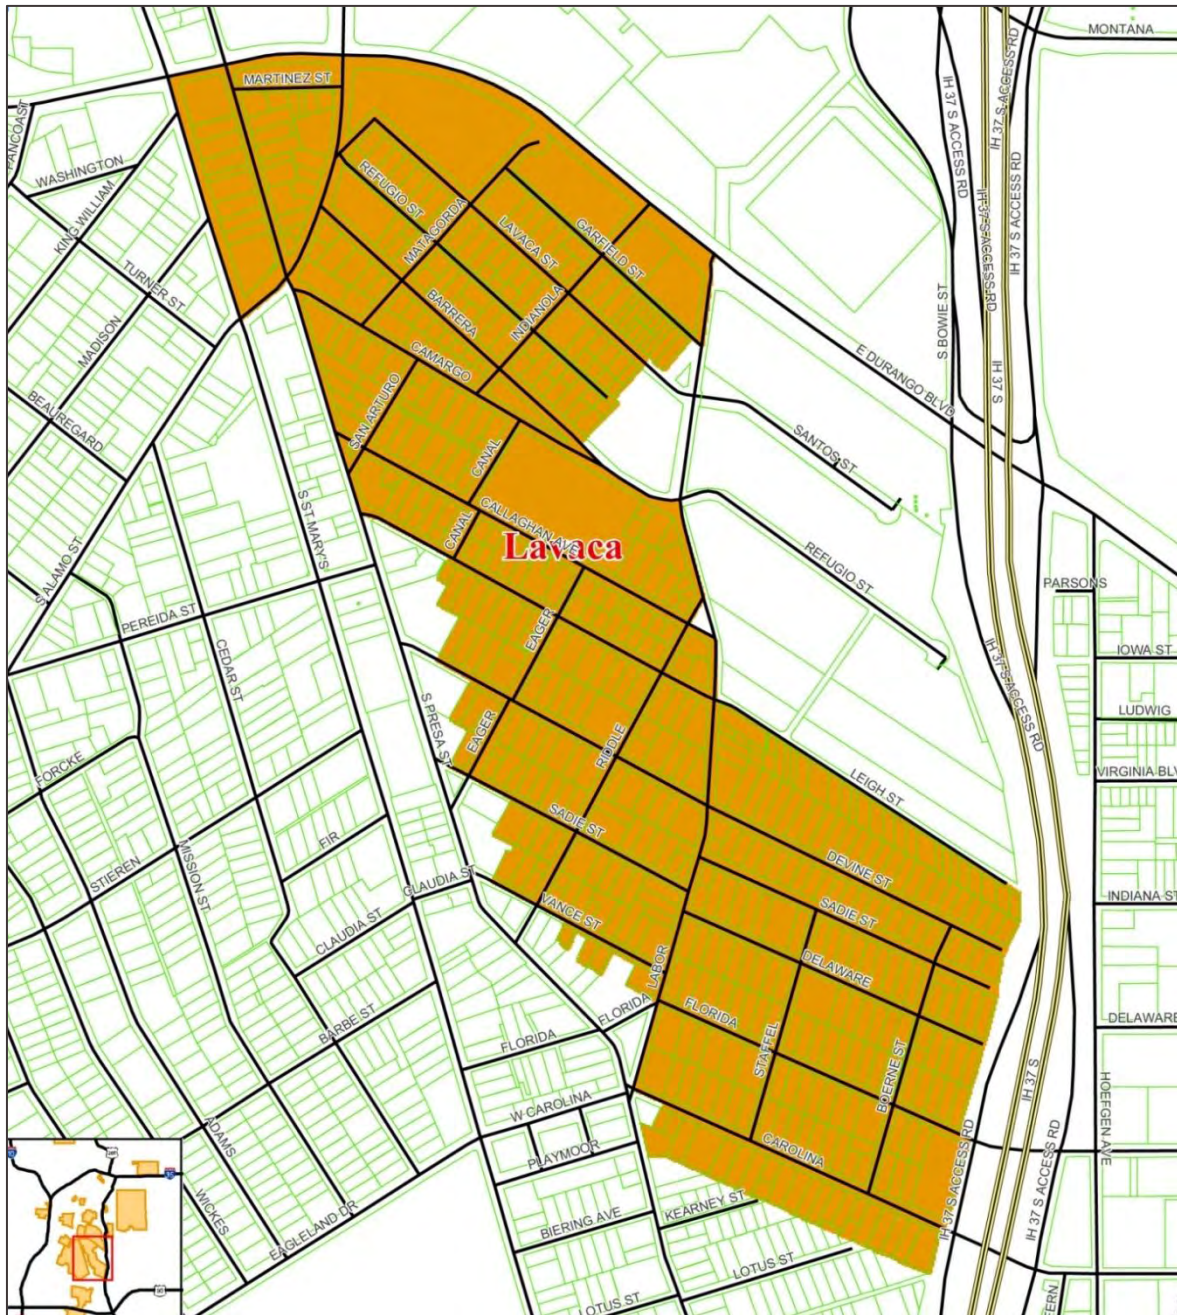 MONTANA
MARTINEZ ST
IH 37 S ACCESS RD
IH 37 S ACCESS RD
IH 37 S ACCESS RD
IH 37 S ACCESS RD
PANCOAST
WASHINGTON
KING WILLIAM
REFUGIO ST
MATAGORDA
LAVACA ST
GARFIELD ST
TURNER ST
MADISON
BARRERA
INDIANOLA
S BOWIE ST
E DURANGO BLVD
IH 37 S
CAMARGO
BEAUREGARD
SAN ARTURO
CANAL
SANTOS ST
S ST MARY'S
CALLAGHAN AVE
CANAL
Lavaca
REFUGIO ST
S ALAMO ST
PARSONS
PEREIDA ST
EAGER
IOWA ST
CEDAR ST
IH 37 S ACCESS RD
LUDWIG
S PRESA ST
EAGER
RIDDLE
FORCKE
LEIGH ST
VIRGINIA BLV
SADIE ST
FIR
STIEREN
MISSION ST
DEVINE ST
CLAUDIA ST
SADIE ST
INDIANA ST
VANCE ST
CLAUDIA ST
DELAWARE
LABOR
BARBE ST
FLORIDA
FLORIDA
FLORIDA
STAFFEL
BOERNE ST
DELAWARE
IH 37 S
HOEFGEN AVE
W CAROLINA
ADAMS
PLAYMOOR
CAROLINA
IH 37 S ACCESS RD
IH 37 S ACCESS RD
WICKES
EAGLELAND DR
BIERING AVE
KEARNEY ST
LOTUS ST
LOTUS ST
FERN